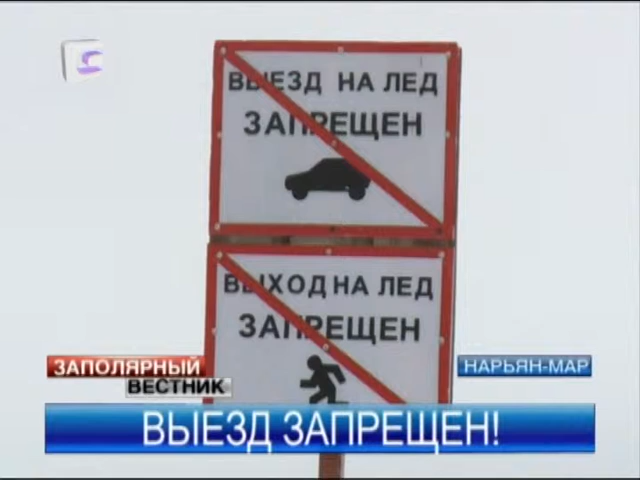 ВЫЕЗД НА ЛЕД
ЗАПРЕЩЕН
ВЫХОД НА ЛЕД
ЗАПРЕЩЕН
ЗАПОЛЯРНЫЙ
ВЕСТНИК
НАРЬЯН-МАР
ВЫЕЗД ЗАПРЕЩЕН!